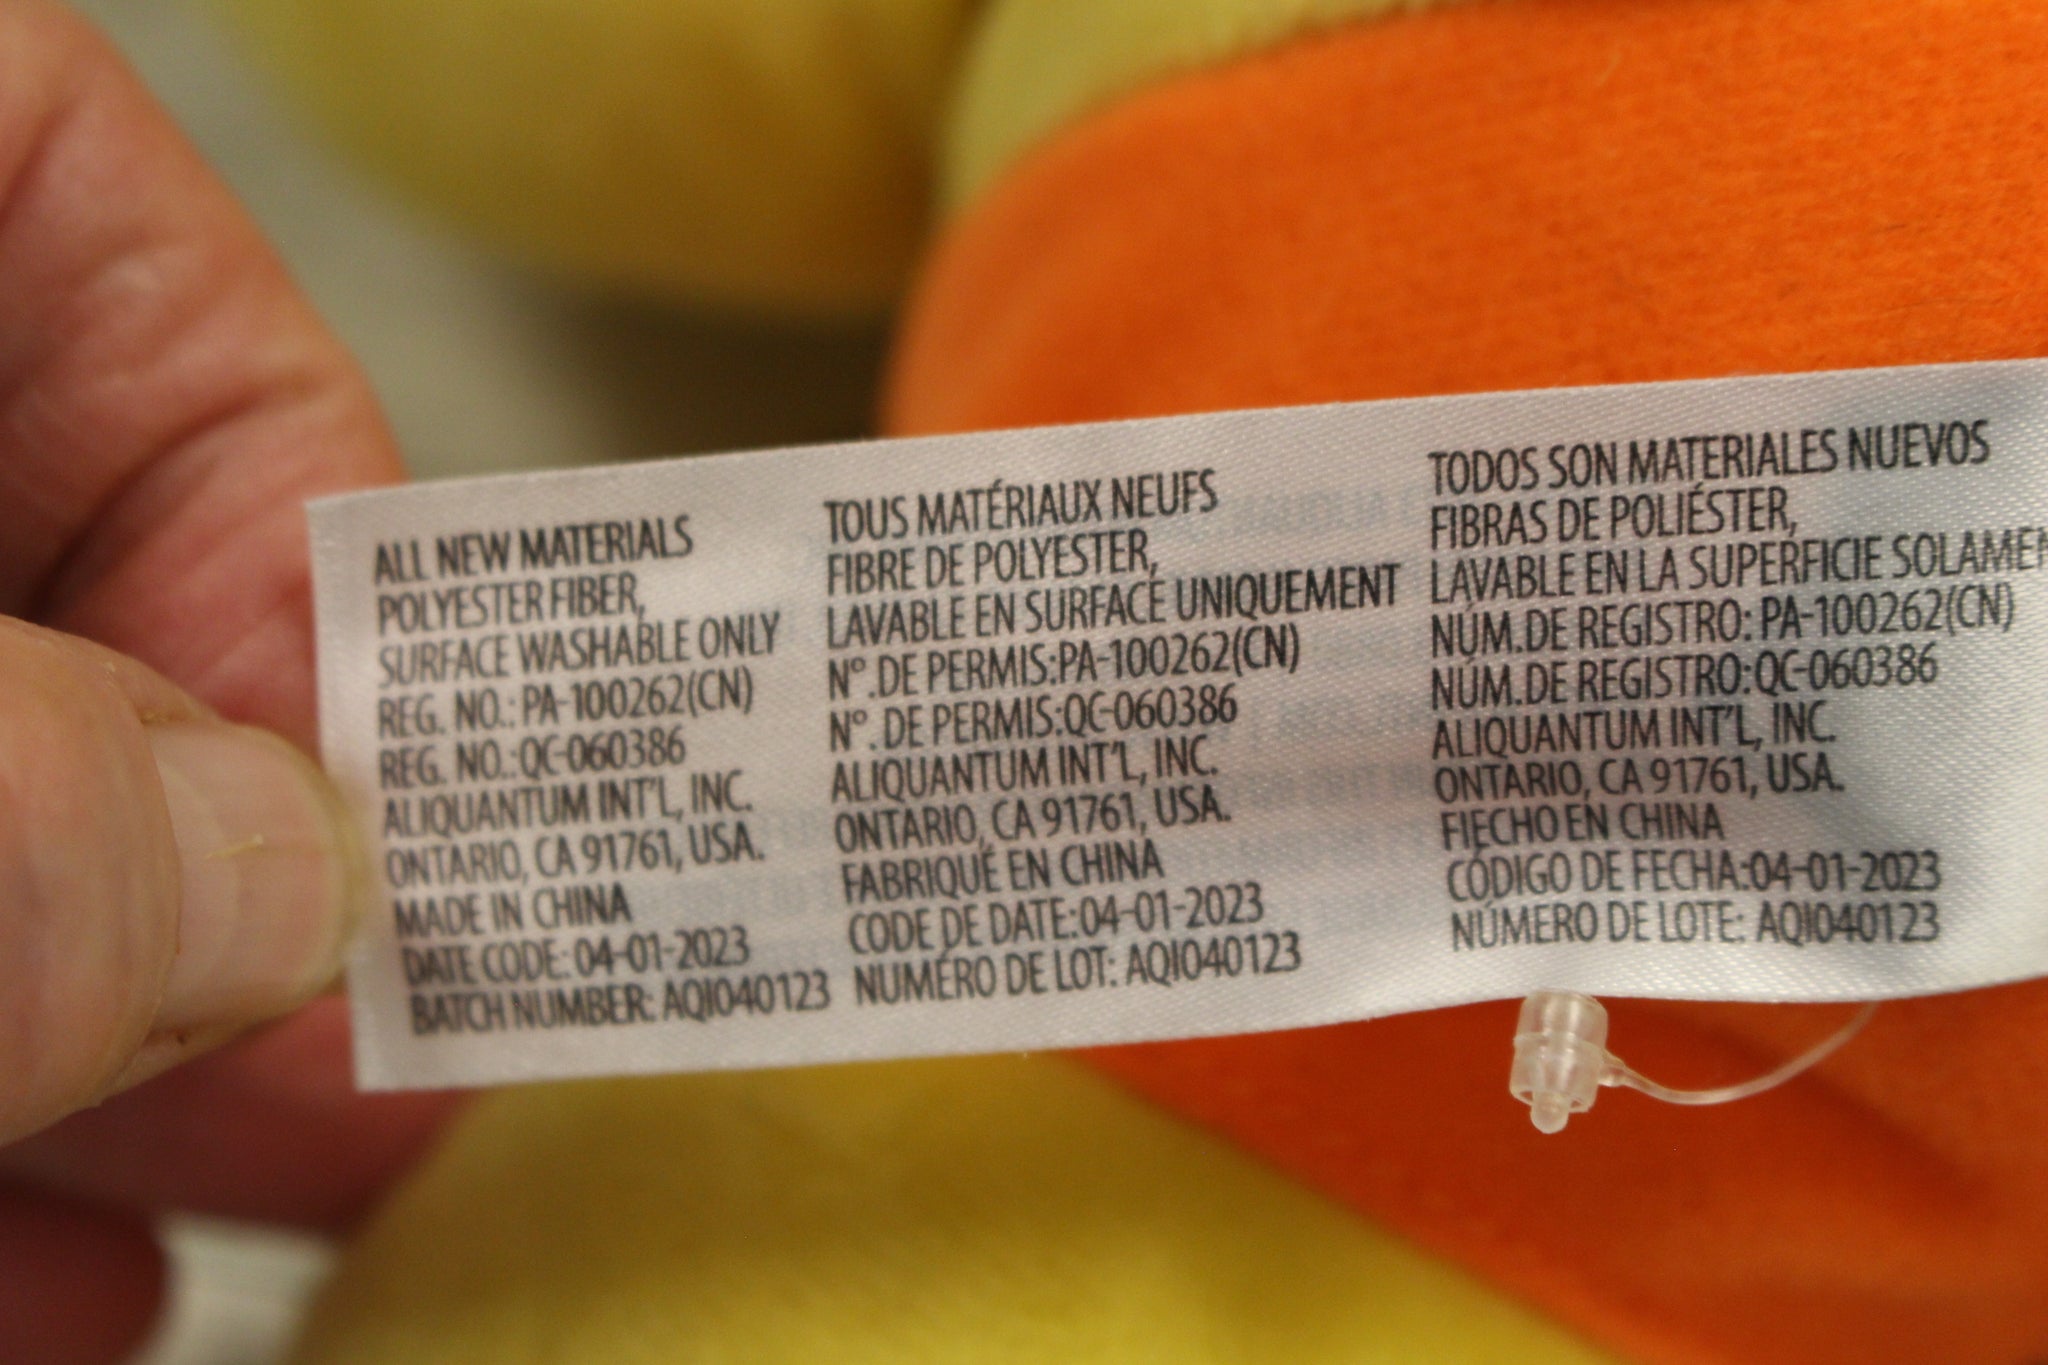 ALL NEW MATERIALS
POLYESTER FIBER,
SURFACE WASHABLE ONLY
REG. NO.: PA-100262(CN)
REG. NO.:QC-060386
ALIQUANTUM INT'L, INC.
ONTARIO, CA 91761, USA.
MADE IN CHINA
DATE CODE: 04-01-2023
BATCH NUMBER: AQI040123
TOUS MATÉRIAUX NEUFS
FIBRE DE POLYESTER,
LAVABLE EN SURFACE UNIQUEMENT
N°.DE PERMIS:PA-100262(CN)
N°.DE PERMIS:QC-060386
ALIQUANTUM INT'L, INC.
ONTARIO, CA 91761, USA.
FABRIQUÉ EN CHINA
CODE DE DATE:04-01-2023
NUMÉRO DE LOT: AQI040123
TODOS SON MATERIALES NUEVOS
FIBRAS DE POLIÉSTER,
LAVABLE EN LA SUPERFICIE SOLAMEN
NÚM.DE REGISTRO: PA-100262(CN)
NÚM.DE REGISTRO:QC-060386
ALIQUANTUM INT'L, INC.
ONTARIO, CA 91761, USA.
FIECHO EN CHINA
CÓDIGO DE FECHA:04-01-2023
NÚMERO DE LOTE: AQI040123